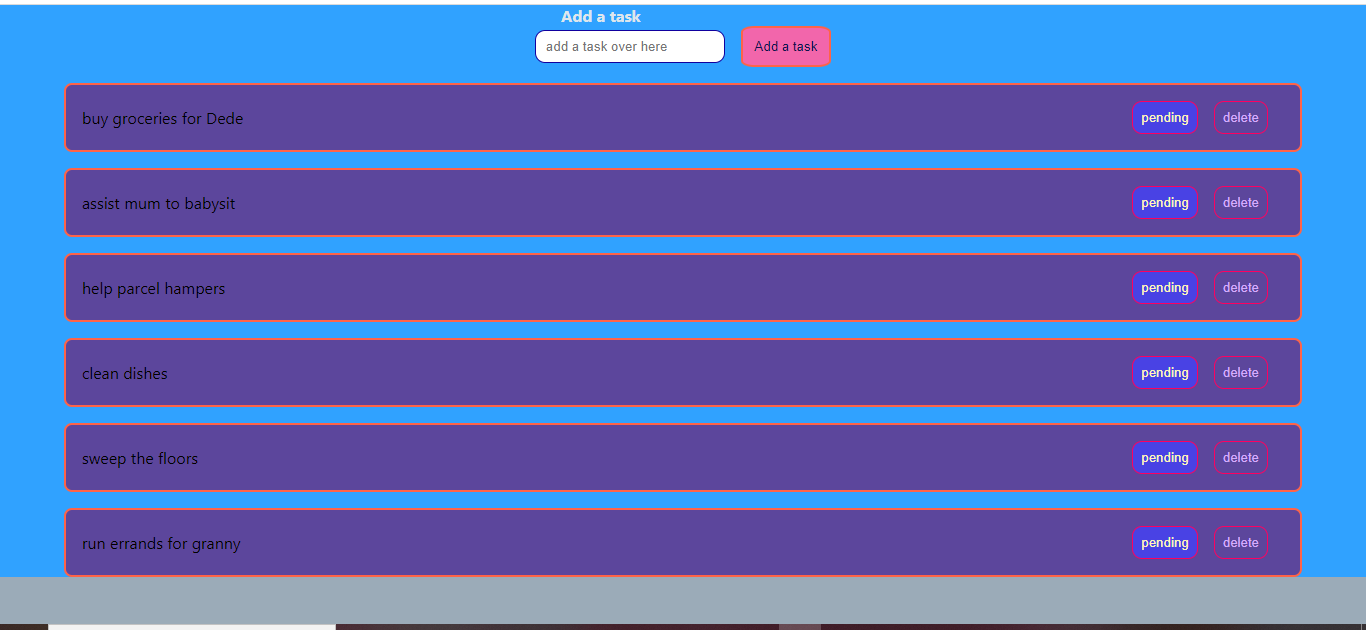 Add a task
add a task over here Add a task
buy groceries for Dede pending delete
assist mum to babysit pending delete
help parcel hampers pending delete
clean dishes pending delete
sweep the floors pending delete
run errands for granny pending delete